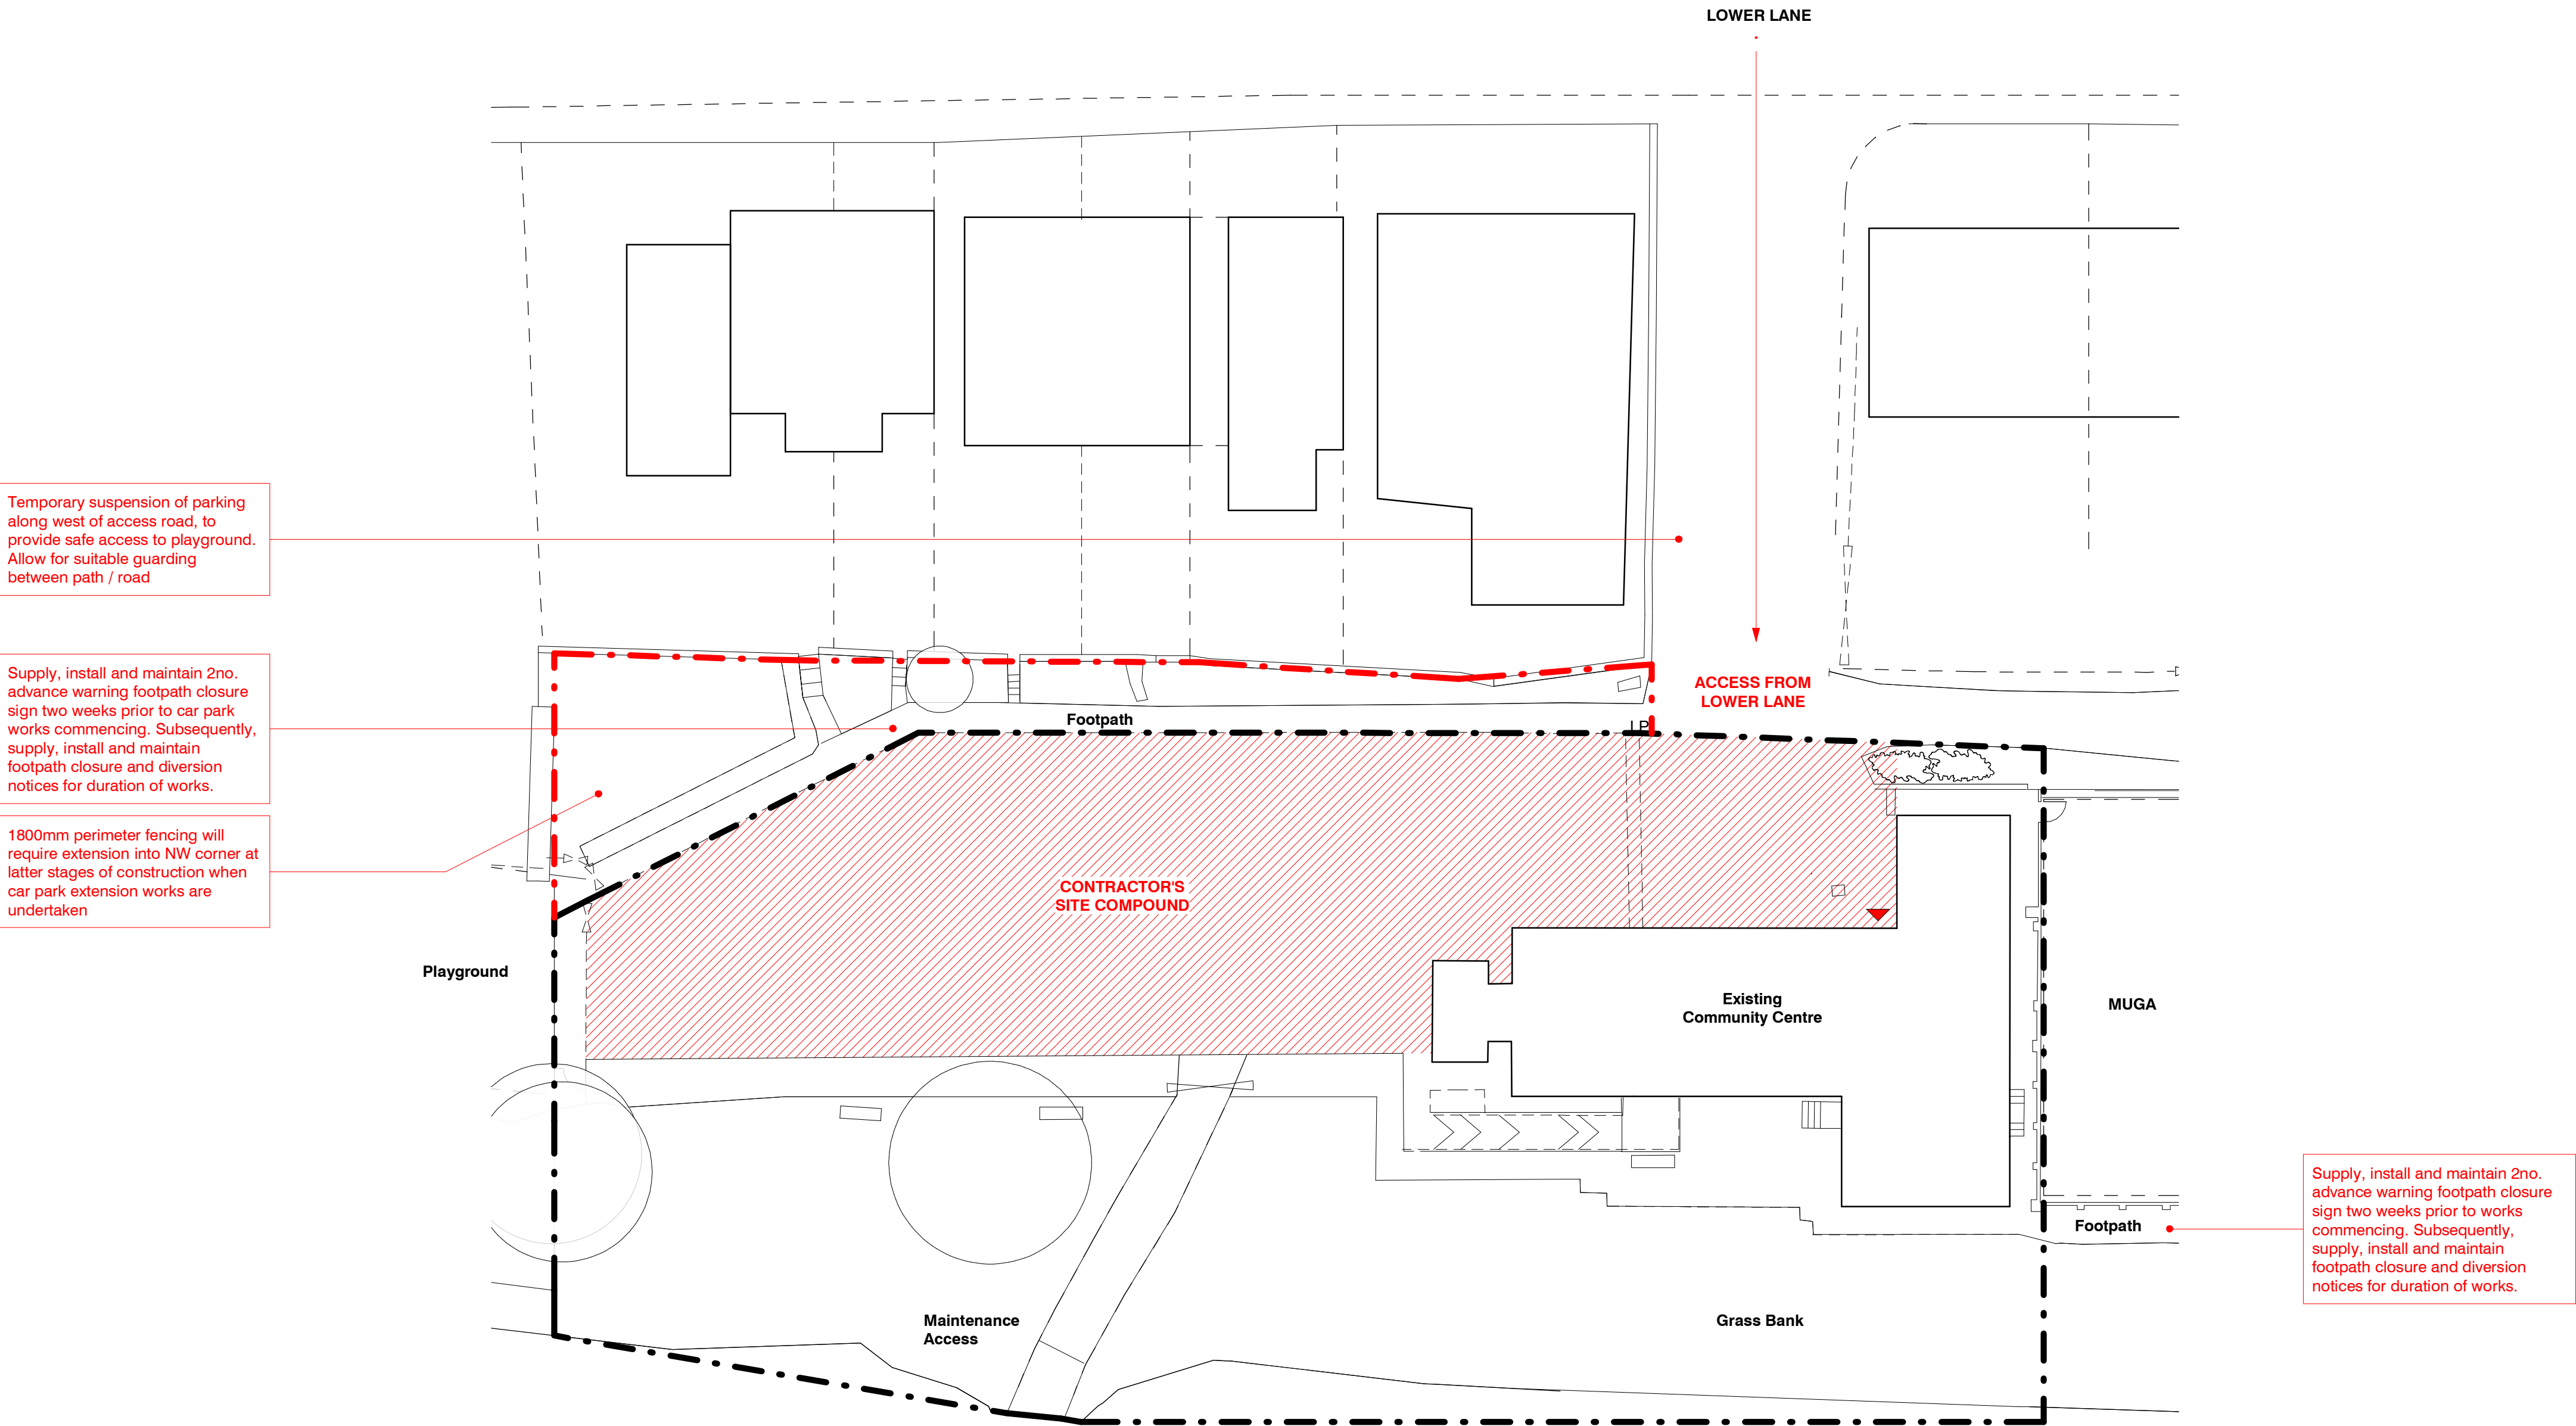 LOWER LANE
Temporary suspension of parking
along west of access road, to
provide safe access to playground.
Allow for suitable guarding
between path / road
Supply, install and maintain 2no.
advance warning footpath closure
sign two weeks prior to car park
works commencing. Subsequently,
supply, install and maintain
footpath closure and diversion
notices for duration of works.
ACCESS FROM
LOWER LANE
Footpath
LP
1800mm perimeter fencing will
require extension into NW corner at
latter stages of construction when
car park extension works are
undertaken
CONTRACTOR'S
SITE COMPOUND
Playground
Existing
Community Centre
MUGA
Footpath
Supply, install and maintain 2no.
advance warning footpath closure
sign two weeks prior to works
commencing. Subsequently,
supply, install and maintain
footpath closure and diversion
notices for duration of works.
Maintenance
Access
Grass Bank